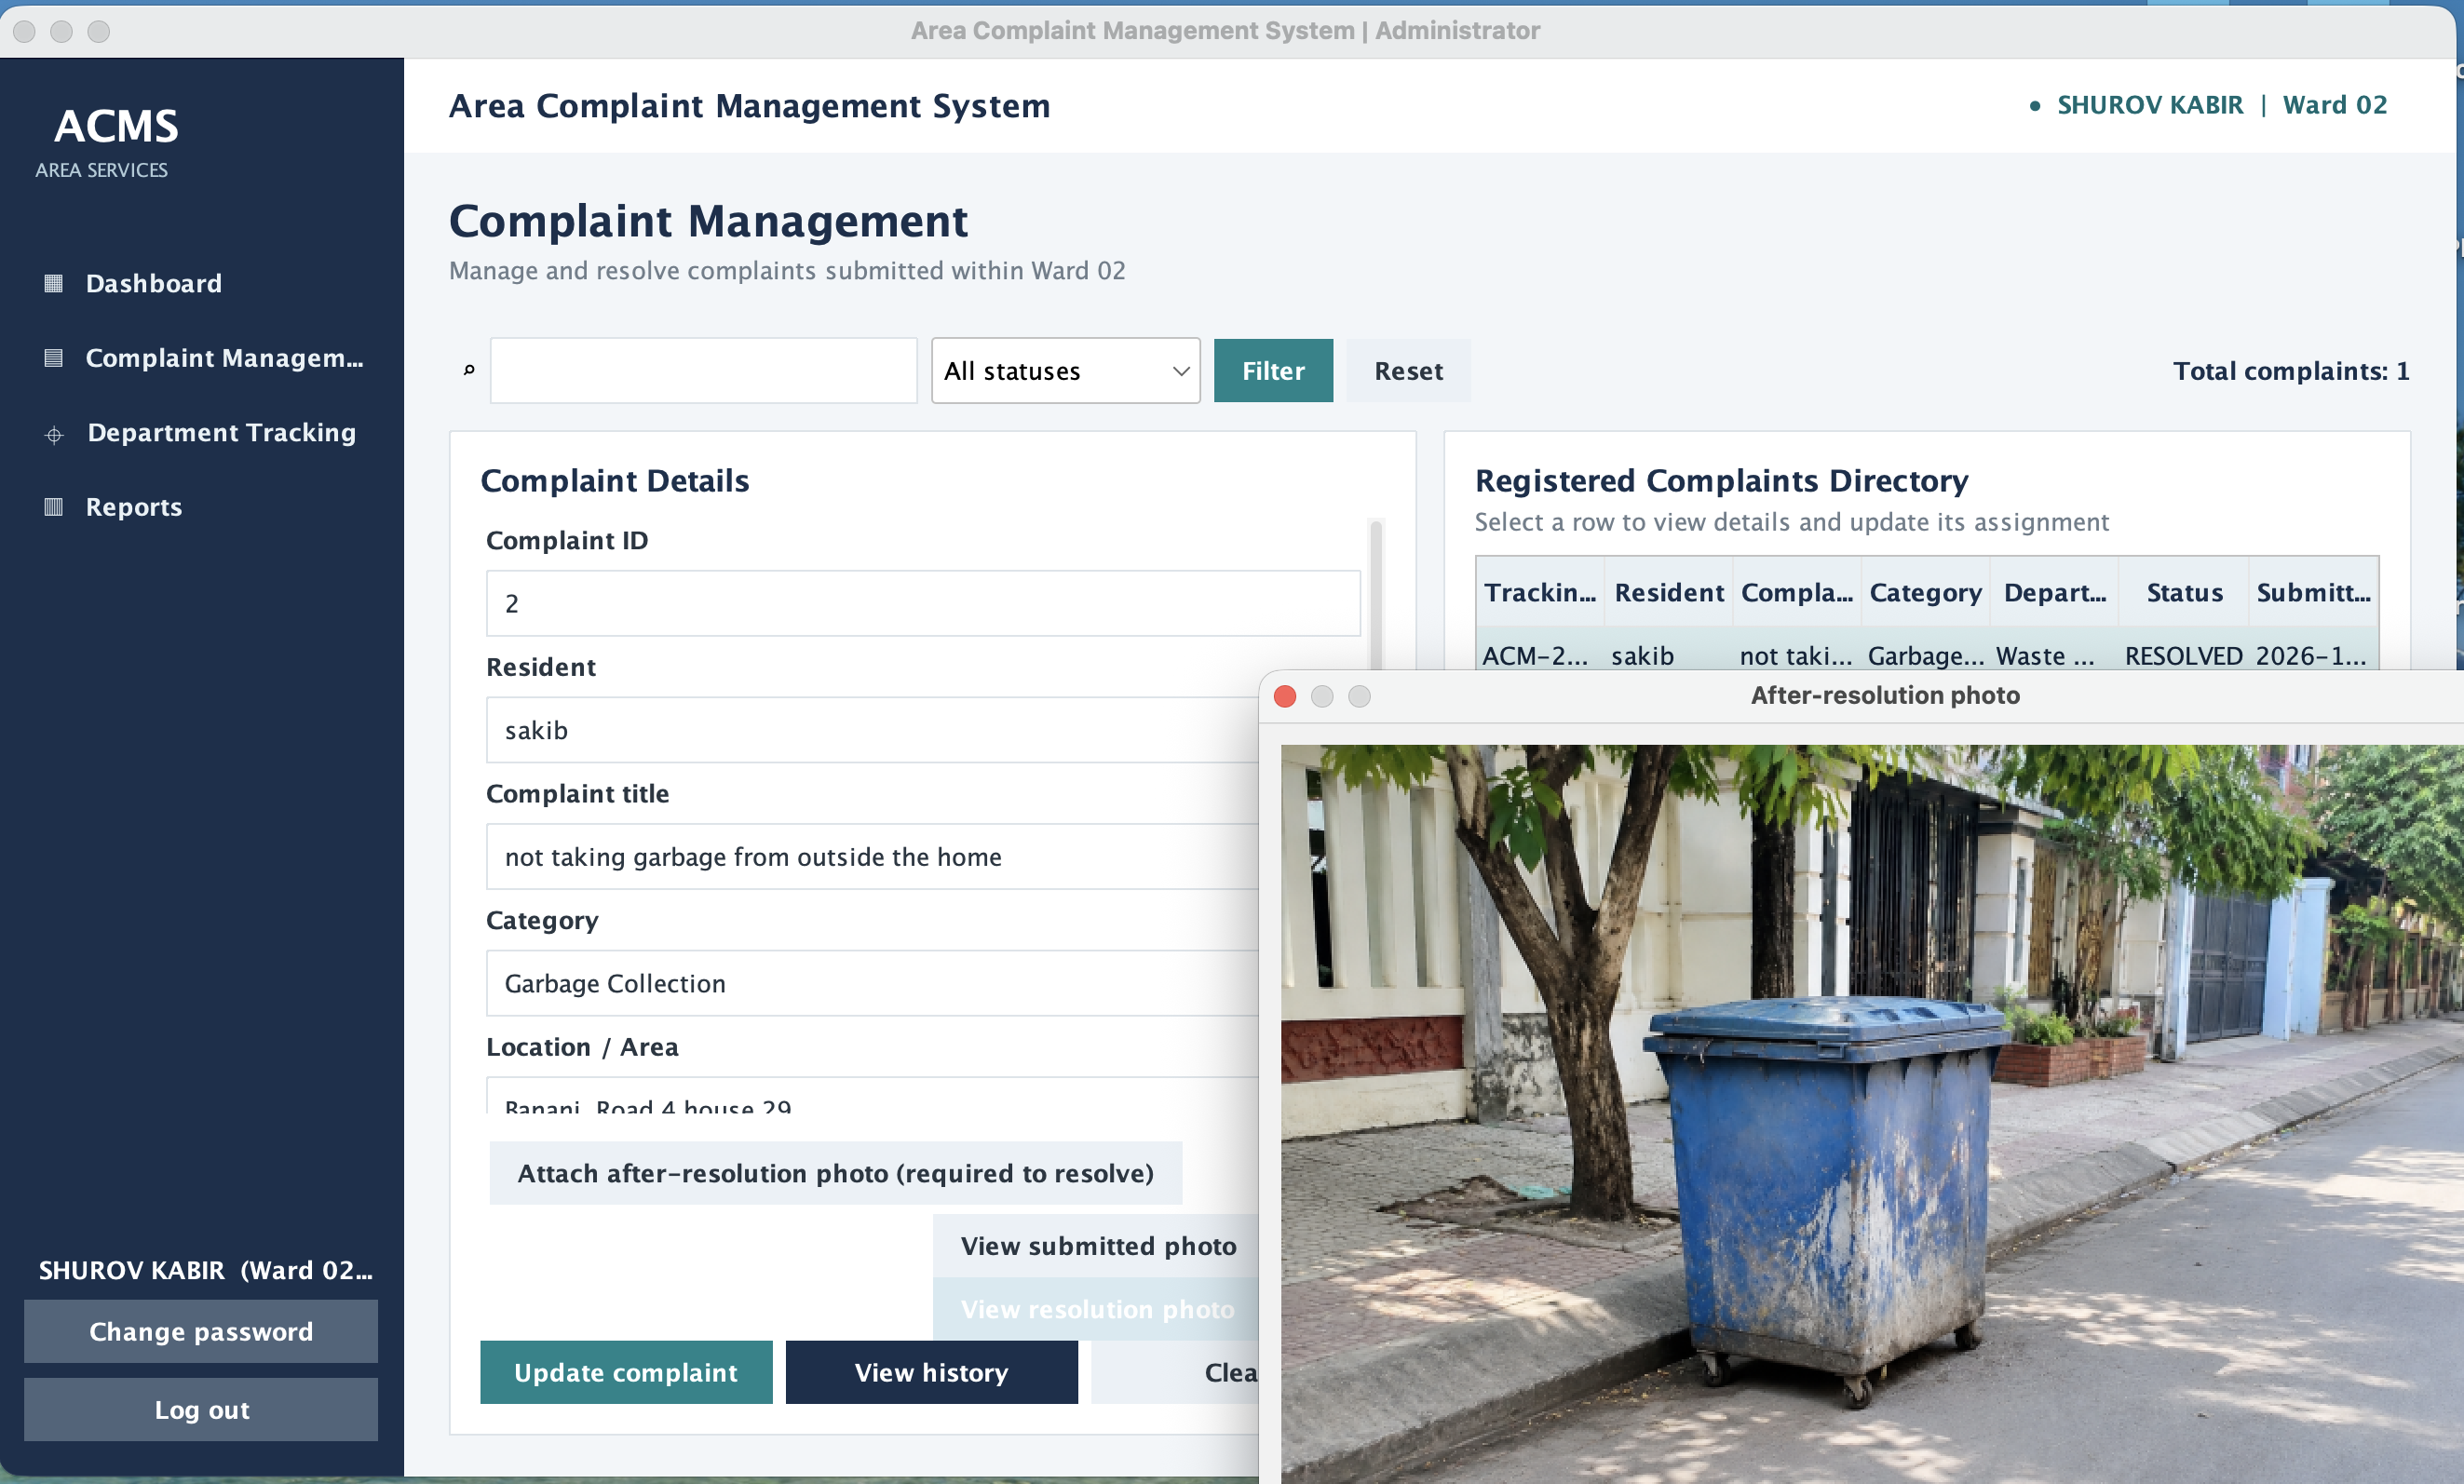 Area Complaint Management System | Administrator
ACMS
AREA SERVICES
Dashboard
Complaint Managem...
Department Tracking
Reports
SHUROV KABIR (Ward 02...
Change password
Log out
Area Complaint Management System
• SHUROV KABIR | Ward 02
Complaint Management
Manage and resolve complaints submitted within Ward 02
All statuses
Filter
Reset
Total complaints: 1
Complaint Details
Complaint ID
2
Resident
sakib
Complaint title
not taking garbage from outside the home
Category
Garbage Collection
Location / Area
Banani, Road 4 house 29
Attach after-resolution photo (required to resolve)
View submitted photo
View resolution photo
Update complaint
View history
Clea
Registered Complaints Directory
Select a row to view details and update its assignment
Trackin... Resident Compla... Category Depart... Status Submitt...
ACM-2... sakib not taki... Garbage... Waste ... RESOLVED 2026-1...
After-resolution photo